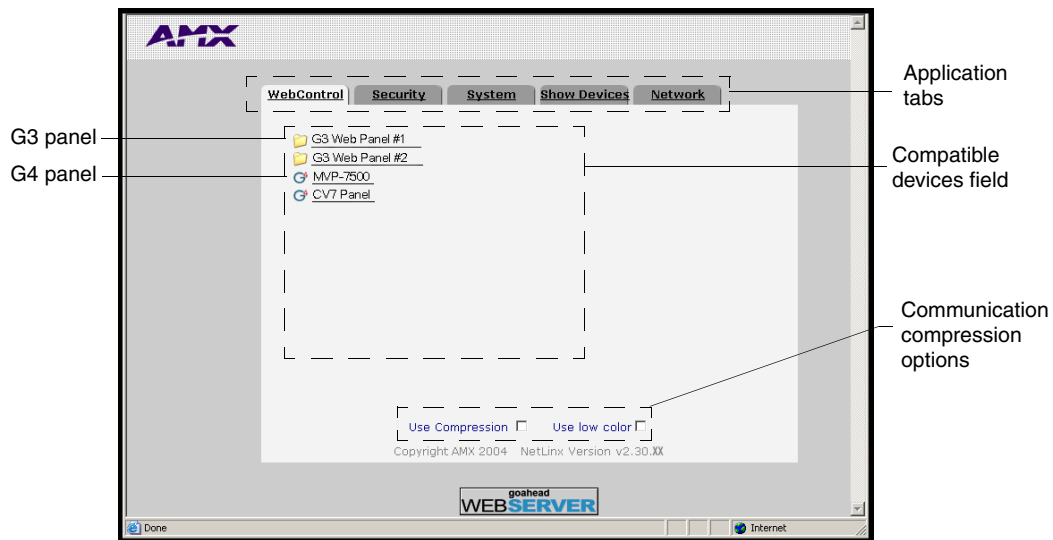 AMX
WebControl Security System Show Devices Network
Application
tabs
G3 panel
G3 Web Panel #1
G3 Web Panel #2
G4 panel
MVP-7500
CV7 Panel
Compatible
devices field
Communication
compression
options
Use Compression Use low color
Copyright AMX 2004 NetLinx Version v2.30.XX
goahead
WEBSERVER
Done Internet